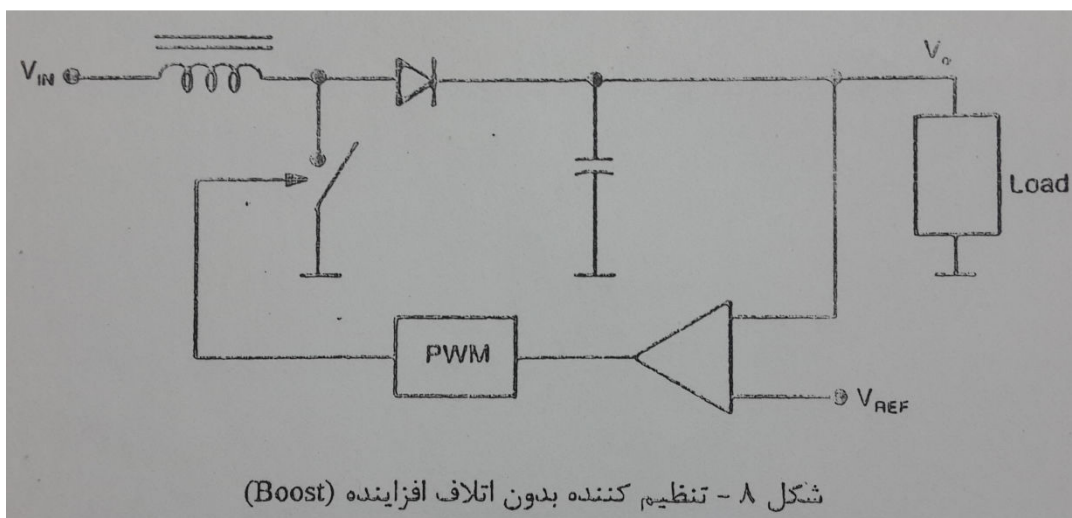 V_IN
V_o
Load
PWM
V_REF
شکل ۸ - تنظیم کننده بدون اتلاف افزاینده (Boost)